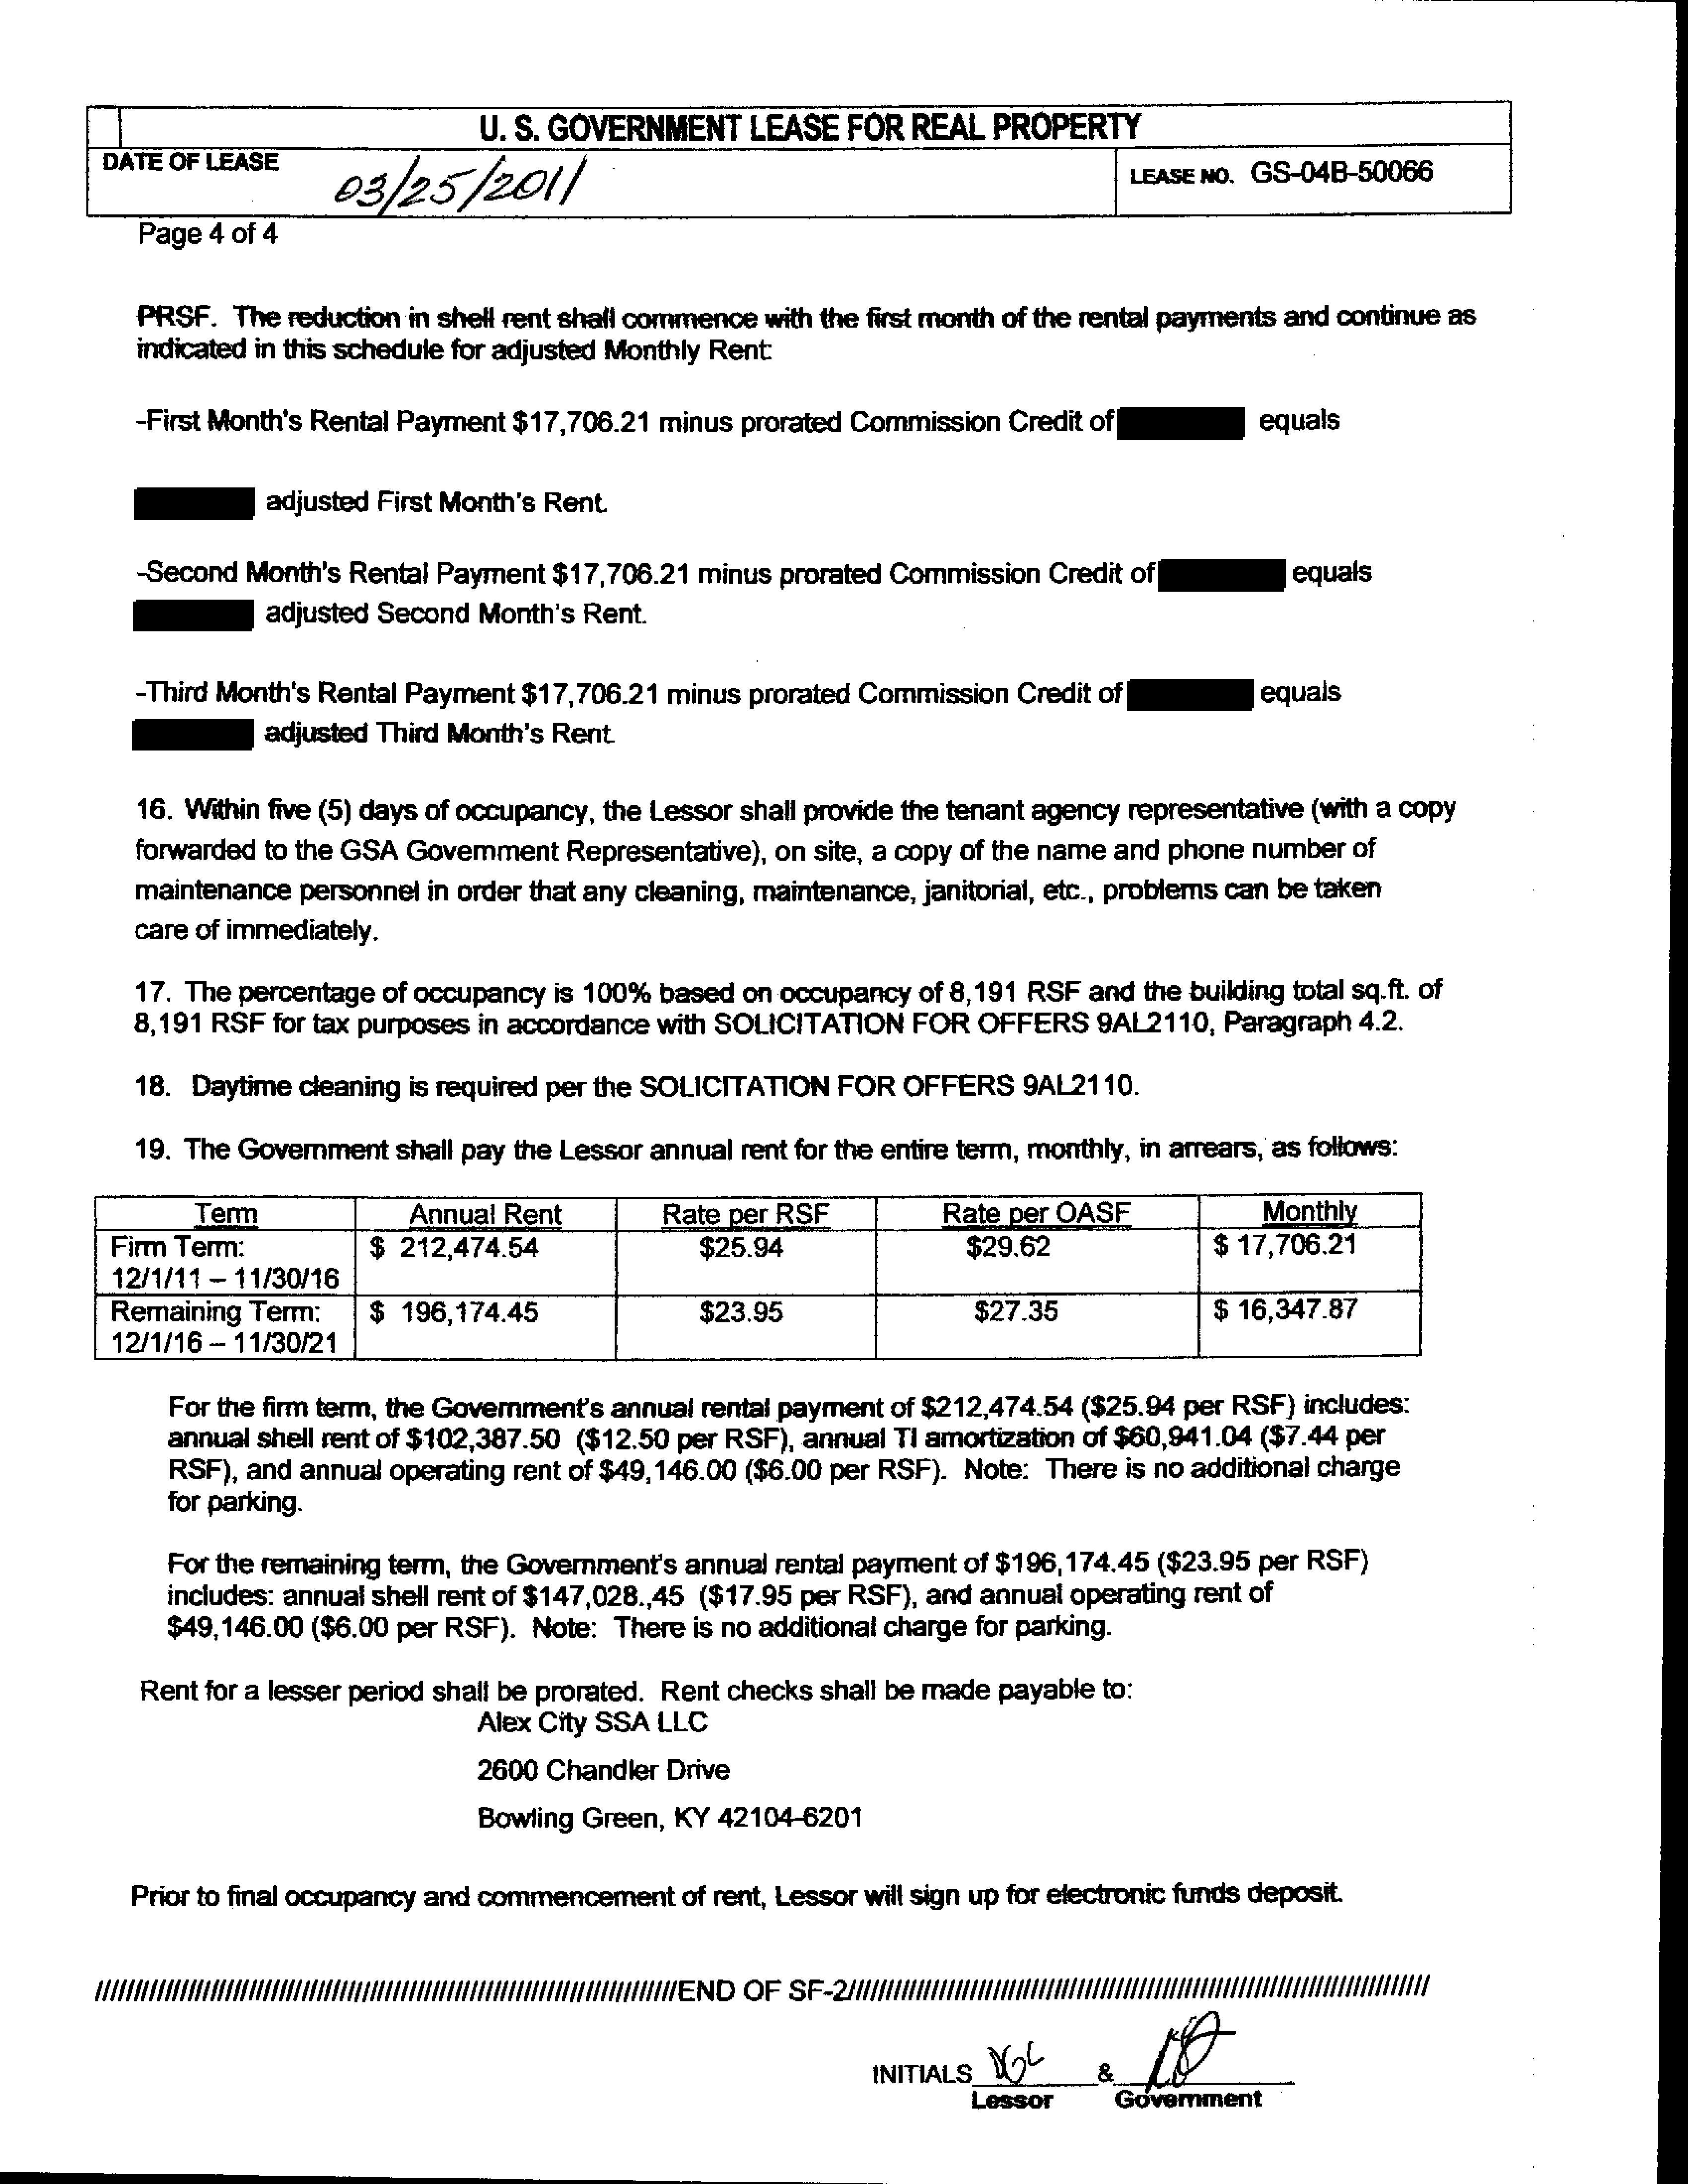 U. S. GOVERNMENT LEASE FOR REAL PROPERTY
DATE OF LEASE
03/25/2011
LEASE NO. GS-04B-50066
Page 4 of 4
PRSF. The reduction in shell rent shall commence with the first month of the rental payments and continue as
indicated in this schedule for adjusted Monthly Rent:
-First Month's Rental Payment $17,706.21 minus prorated Commission Credit of equals
adjusted First Month's Rent.
-Second Month's Rental Payment $17,706.21 minus prorated Commission Credit of equals
adjusted Second Month's Rent.
-Third Month's Rental Payment $17,706.21 minus prorated Commission Credit of equals
adjusted Third Month's Rent.
16. Within five (5) days of occupancy, the Lessor shall provide the tenant agency representative (with a copy
forwarded to the GSA Government Representative), on site, a copy of the name and phone number of
maintenance personnel in order that any cleaning, maintenance, janitorial, etc., problems can be taken
care of immediately.
17. The percentage of occupancy is 100% based on occupancy of 8,191 RSF and the building total sq.ft. of
8,191 RSF for tax purposes in accordance with SOLICITATION FOR OFFERS 9AL2110, Paragraph 4.2.
18. Daytime cleaning is required per the SOLICITATION FOR OFFERS 9AL2110.
19. The Government shall pay the Lessor annual rent for the entire term, monthly, in arrears, as follows:
Term Annual Rent Rate per RSF Rate per OASF Monthly
Firm Term: $ 212,474.54 $25.94 $29.62 $ 17,706.21
12/1/11 – 11/30/16
Remaining Term: $ 196,174.45 $23.95 $27.35 $ 16,347.87
12/1/16 – 11/30/21
For the firm term, the Government's annual rental payment of $212,474.54 ($25.94 per RSF) includes:
annual shell rent of $102,387.50 ($12.50 per RSF), annual TI amortization of $60,941.04 ($7.44 per
RSF), and annual operating rent of $49,146.00 ($6.00 per RSF). Note: There is no additional charge
for parking.
For the remaining term, the Government's annual rental payment of $196,174.45 ($23.95 per RSF)
includes: annual shell rent of $147,028.,45 ($17.95 per RSF), and annual operating rent of
$49,146.00 ($6.00 per RSF). Note: There is no additional charge for parking.
Rent for a lesser period shall be prorated. Rent checks shall be made payable to:
Alex City SSA LLC
2600 Chandler Drive
Bowling Green, KY 42104-6201
Prior to final occupancy and commencement of rent, Lessor will sign up for electronic funds deposit.
//////////////////////////////////////////////////////////////////////END OF SF-2//////////////////////////////////////////////////////////////////////
INITIALS &
Lessor Government